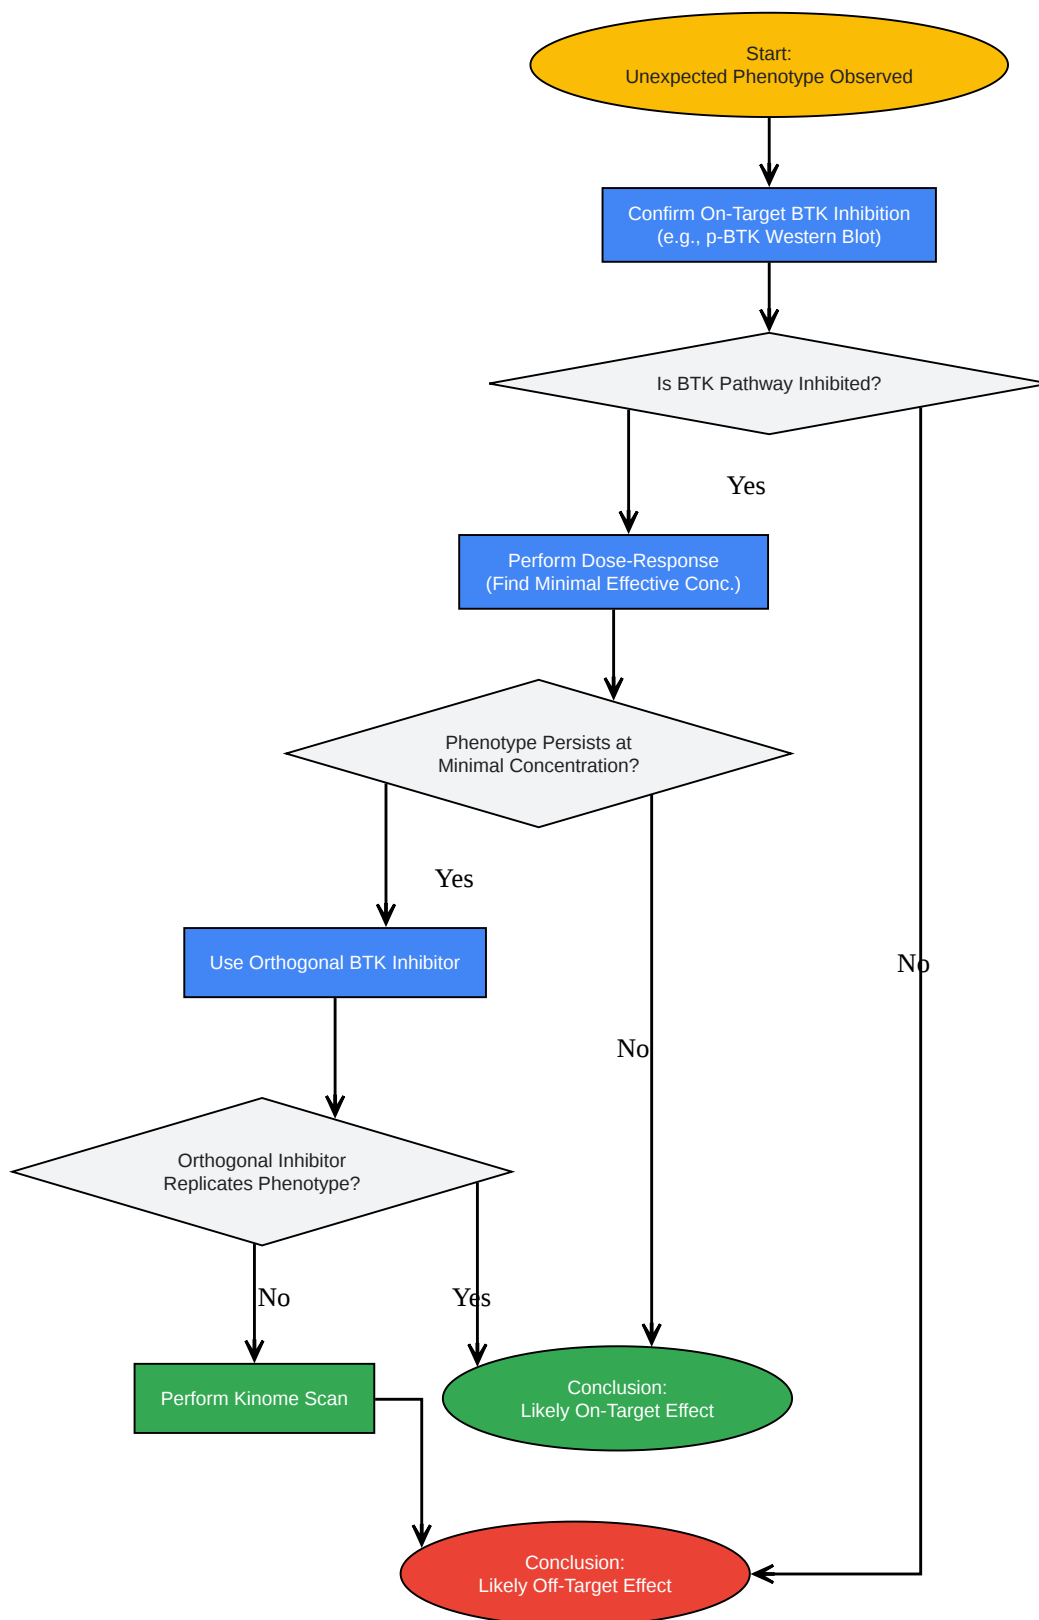 Start:
Unexpected Phenotype Observed
Confirm On-Target BTK Inhibition
(e.g., p-BTK Western Blot)
Is BTK Pathway Inhibited?
Yes
Perform Dose-Response
(Find Minimal Effective Conc.)
Phenotype Persists at
Minimal Concentration?
Yes
Use Orthogonal BTK Inhibitor
No
No
Orthogonal Inhibitor
Replicates Phenotype?
No
Yes
Perform Kinome Scan
Conclusion:
Likely On-Target Effect
Conclusion:
Likely Off-Target Effect